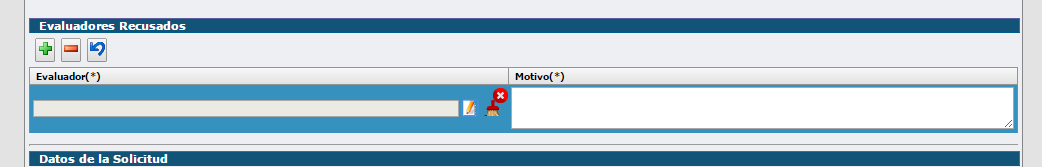 Evaluadores Recusados
Evaluador(*) Motivo(*)
Datos de la Solicitud